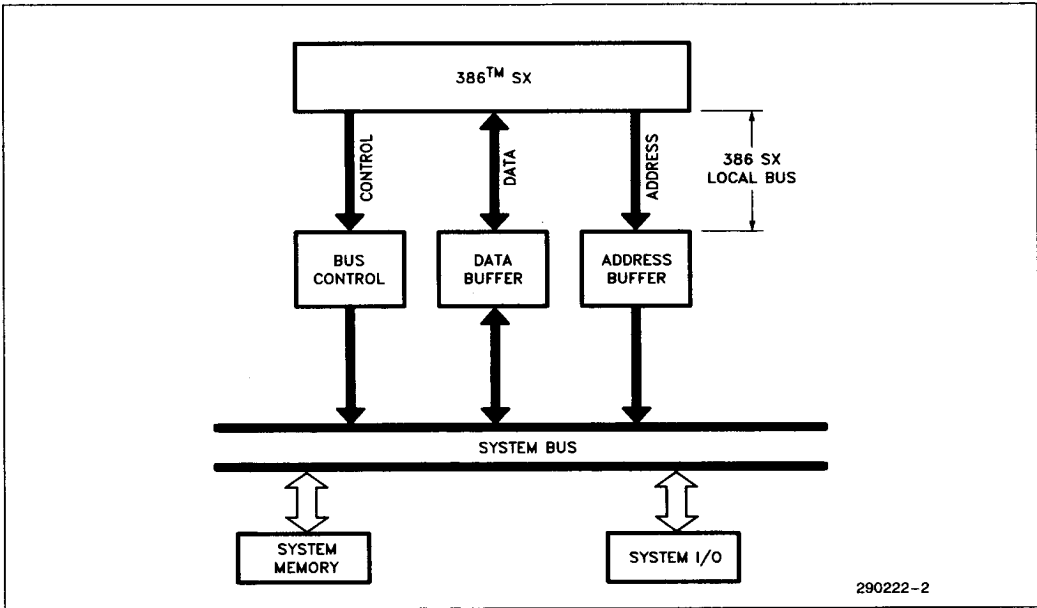 386™ SX
CONTROL
DATA
ADDRESS
386 SX
LOCAL BUS
BUS
CONTROL
DATA
BUFFER
ADDRESS
BUFFER
SYSTEM BUS
SYSTEM
MEMORY
SYSTEM I/O
290222-2